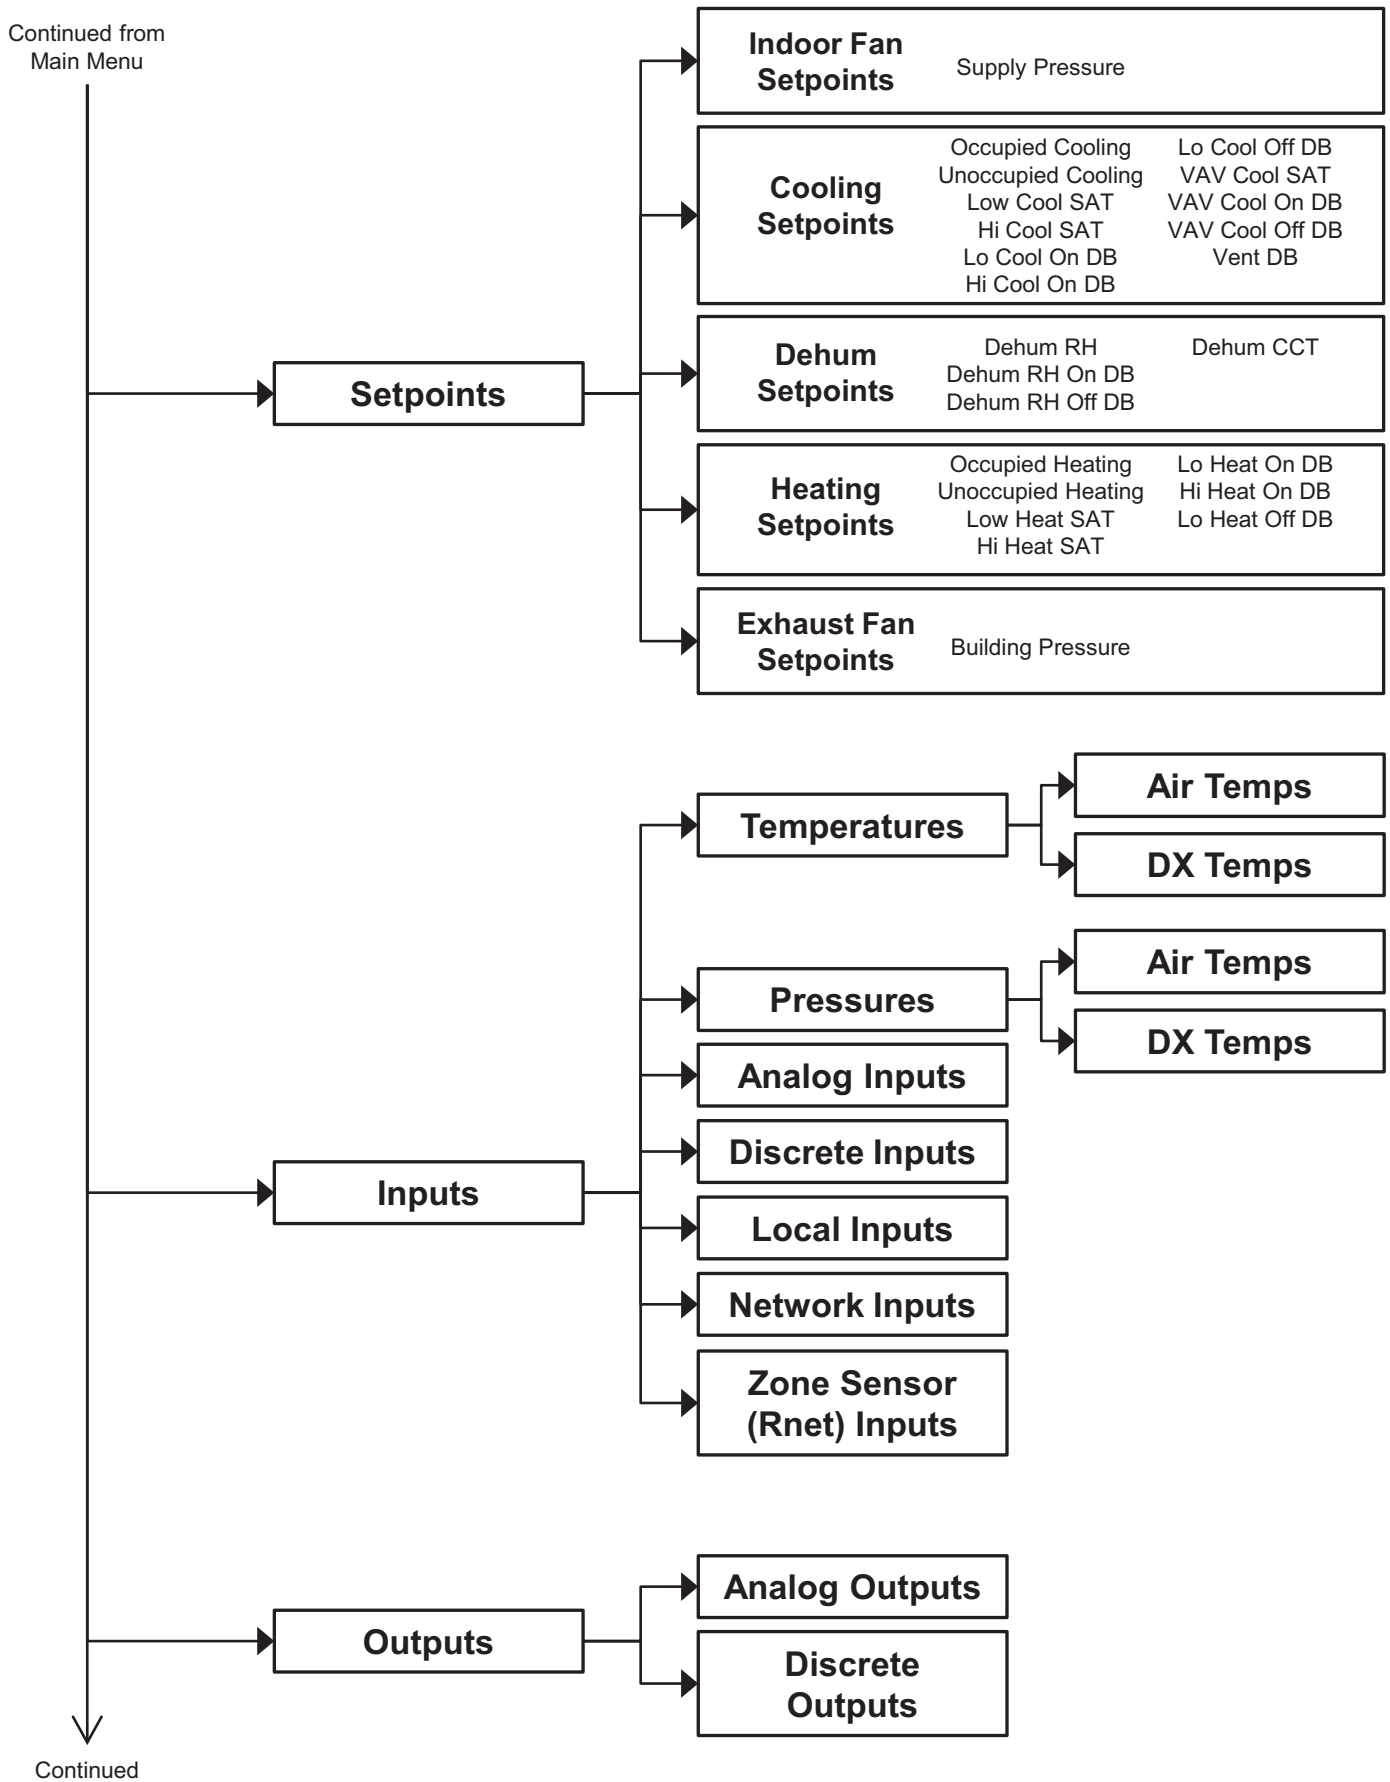 Continued from
Main Menu
Indoor Fan
Setpoints
Supply Pressure
Cooling
Setpoints
Occupied Cooling
Unoccupied Cooling
Low Cool SAT
Hi Cool SAT
Lo Cool On DB
Hi Cool On DB
Lo Cool Off DB
VAV Cool SAT
VAV Cool On DB
VAV Cool Off DB
Vent DB
Setpoints
Dehum
Setpoints
Dehum RH
Dehum RH On DB
Dehum RH Off DB
Dehum CCT
Heating
Setpoints
Occupied Heating
Unoccupied Heating
Low Heat SAT
Hi Heat SAT
Lo Heat On DB
Hi Heat On DB
Lo Heat Off DB
Exhaust Fan
Setpoints
Building Pressure
Inputs
Temperatures
Air Temps
DX Temps
Pressures
Air Temps
DX Temps
Analog Inputs
Discrete Inputs
Local Inputs
Network Inputs
Zone Sensor
(Rnet) Inputs
Outputs
Analog Outputs
Discrete
Outputs
Continued